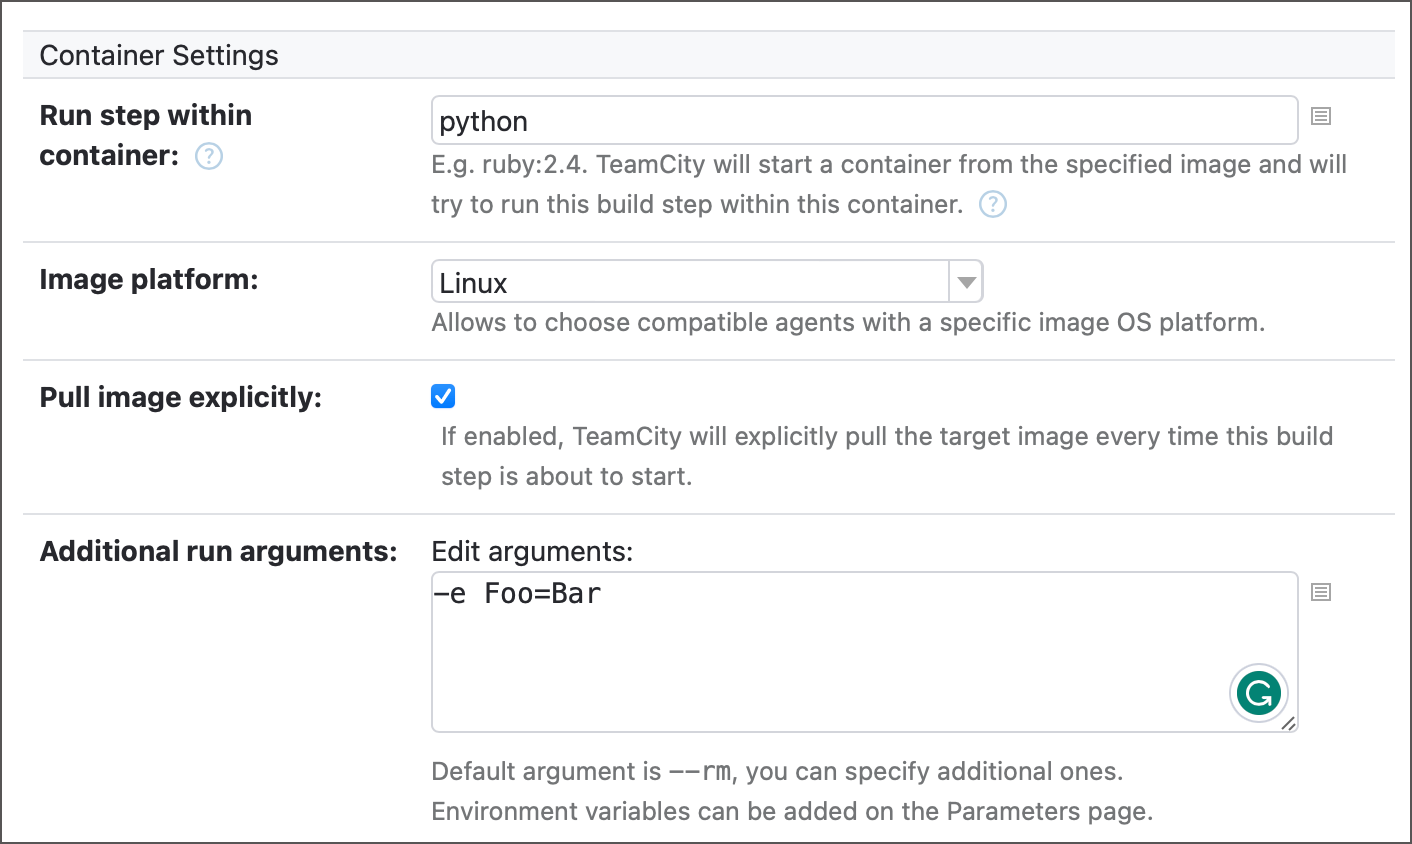 Container Settings
Run step within
container:
python
E.g. ruby:2.4. TeamCity will start a container from the specified image and will
try to run this build step within this container.
Image platform:
Linux
Allows to choose compatible agents with a specific image OS platform.
Pull image explicitly:
If enabled, TeamCity will explicitly pull the target image every time this build
step is about to start.
Additional run arguments:
Edit arguments:
-e Foo=Bar
Default argument is --rm, you can specify additional ones.
Environment variables can be added on the Parameters page.